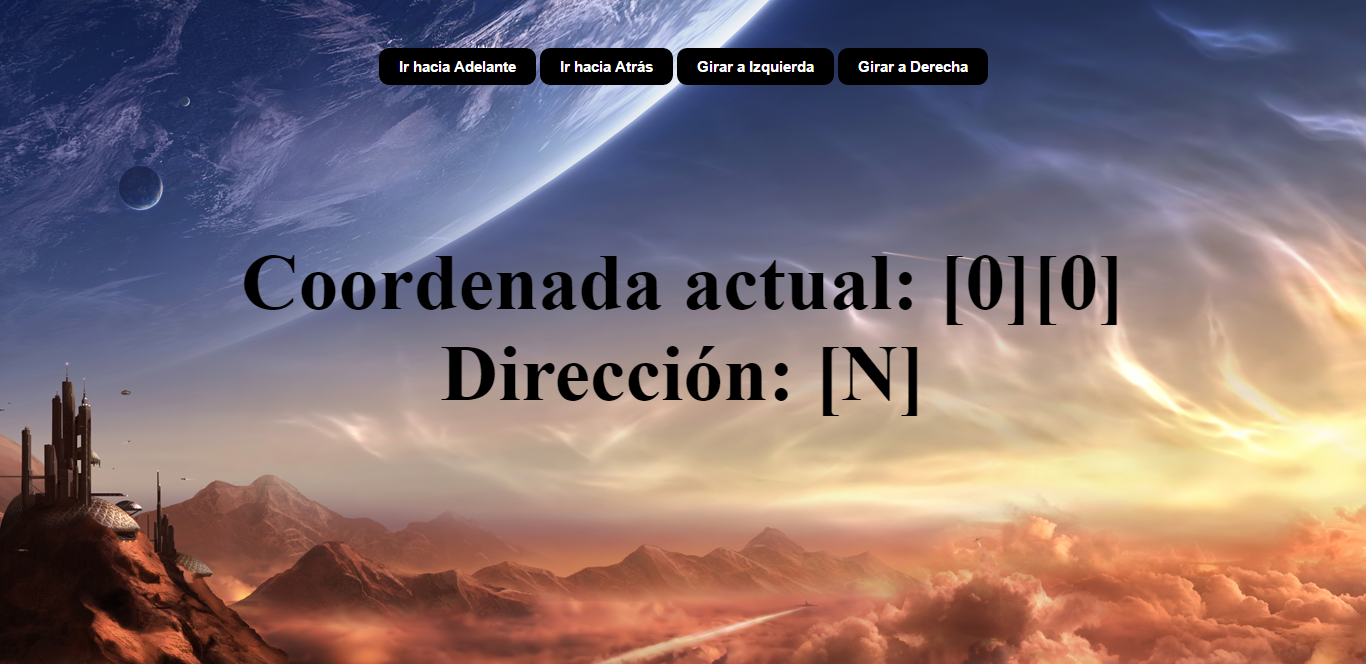 Ir hacia Adelante Ir hacia Atrás Girar a Izquierda Girar a Derecha
Coordenada actual: [0][0]
Dirección: [N]